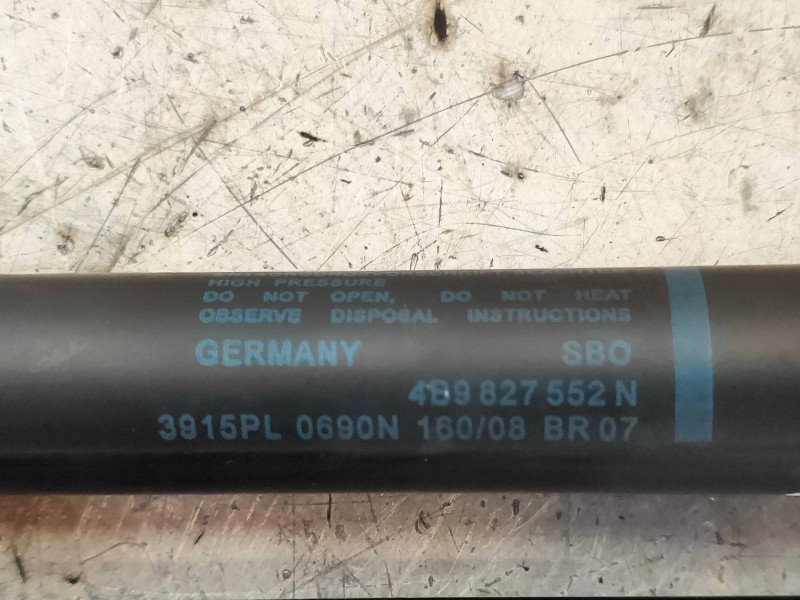 HIGH PRESSURE
DO NOT OPEN, DO NOT HEAT
OBSERVE DISPOSAL INSTRUCTIONS
GERMANY SBO
4B9 827 552 N
3915PL 0690N 160/08 BR 07